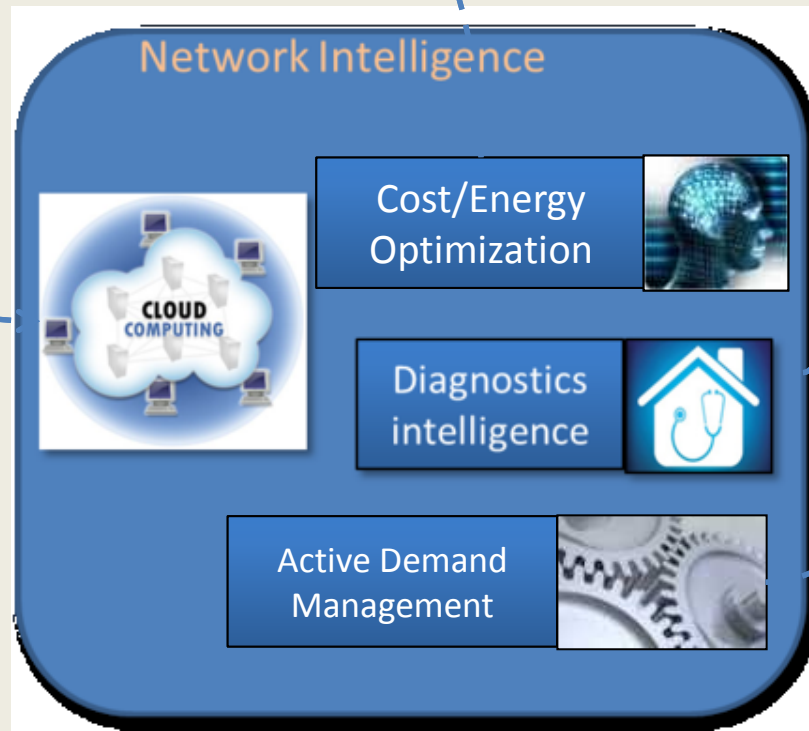 Network Intelligence
Cost/Energy
Optimization
CLOUD
COMPUTING
Diagnostics
intelligence
Active Demand
Management